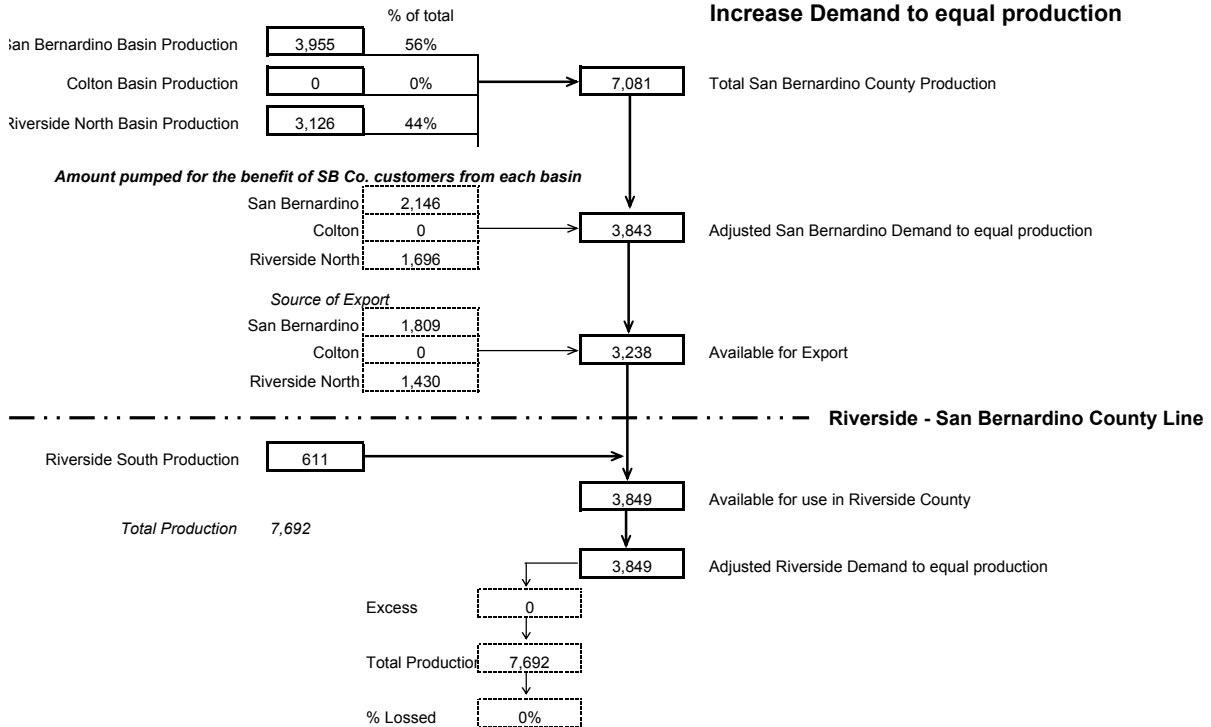 % of total
Increase Demand to equal production
San Bernardino Basin Production 3,955 56%
Colton Basin Production 0 0% 7,081 Total San Bernardino County Production
Riverside North Basin Production 3,126 44%
Amount pumped for the benefit of SB Co. customers from each basin
San Bernardino 2,146
Colton 0 3,843 Adjusted San Bernardino Demand to equal production
Riverside North 1,696
Source of Export
San Bernardino 1,809
Colton 0 3,238 Available for Export
Riverside North 1,430
Riverside - San Bernardino County Line
Riverside South Production 611
3,849 Available for use in Riverside County
Total Production 7,692
3,849 Adjusted Riverside Demand to equal production
Excess 0
Total Production 7,692
% Lossed 0%